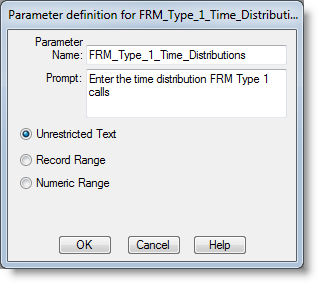 Parameter definition for FRM_Type_1_Time_Distributi...
Parameter
Name: FRM_Type_1_Time_Distributions
Prompt: Enter the time distribution FRM Type 1
calls
Unrestricted Text
Record Range
Numeric Range
OK Cancel Help